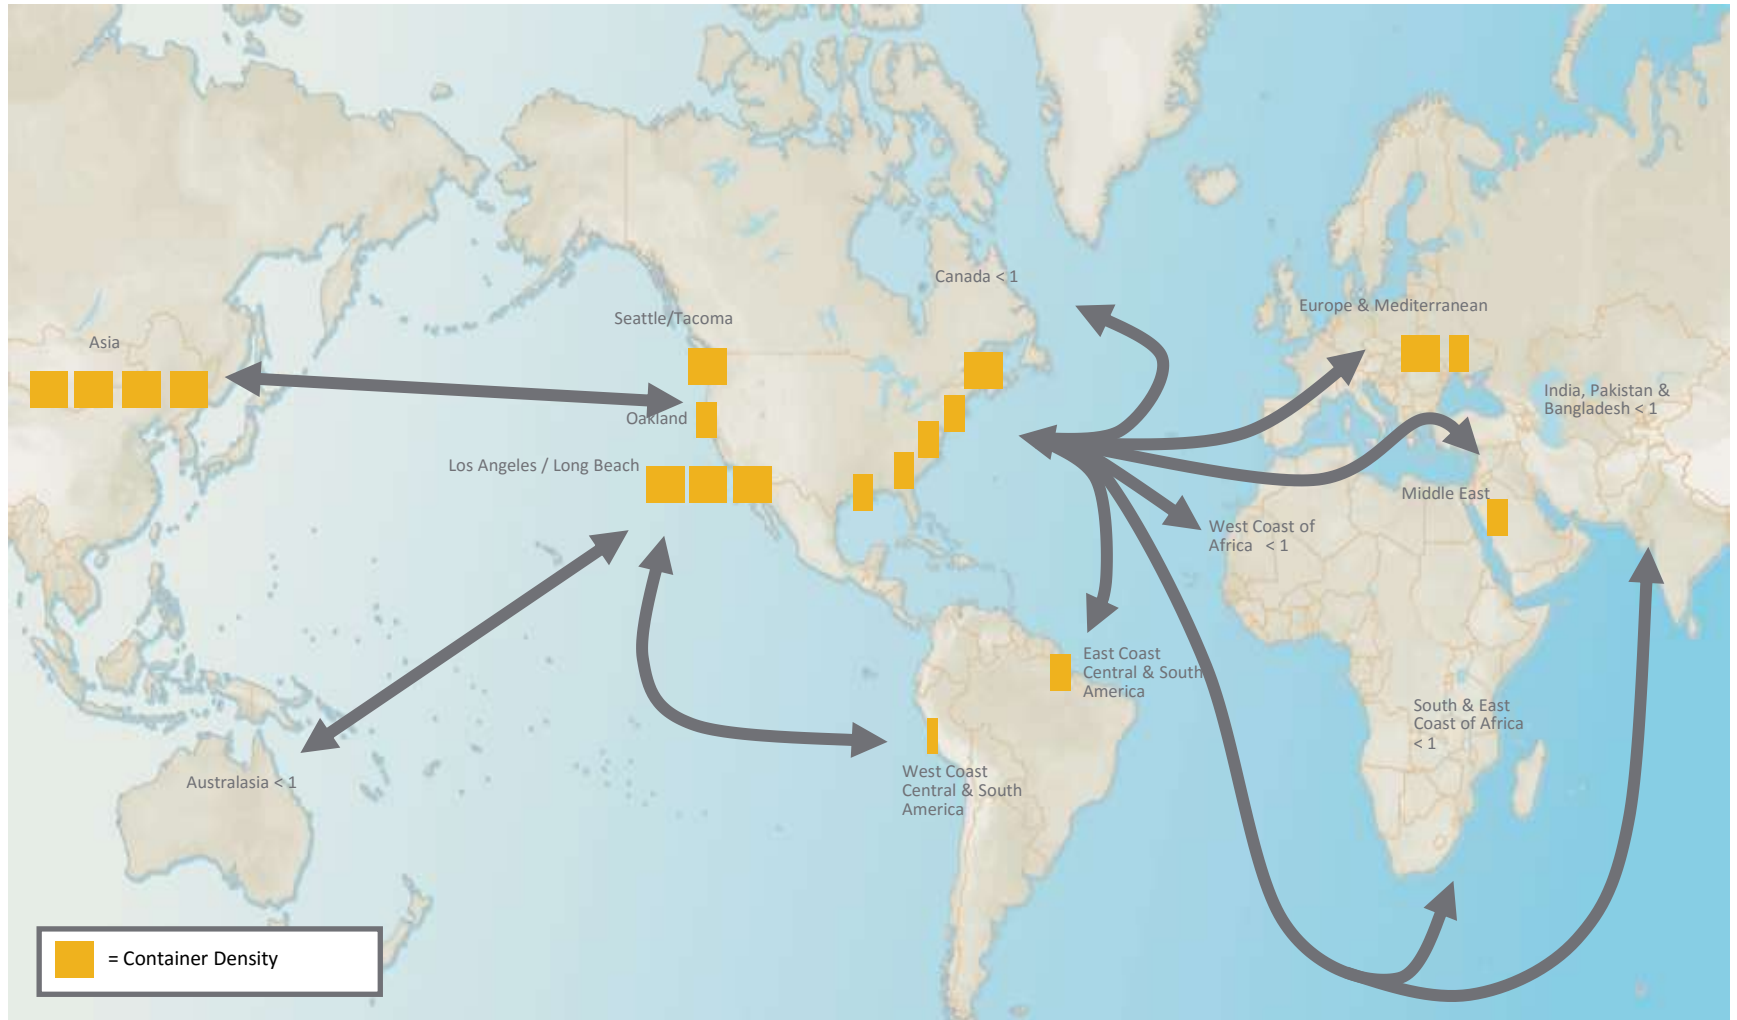 Canada < 1
Europe & Mediterranean
Seattle/Tacoma
Asia
India, Pakistan &
Bangladesh < 1
Oakland
Los Angeles / Long Beach
Middle East
West Coast of
Africa < 1
East Coast
Central & South
America
South & East
Coast of Africa
< 1
West Coast
Central & South
America
Australasia < 1
= Container Density